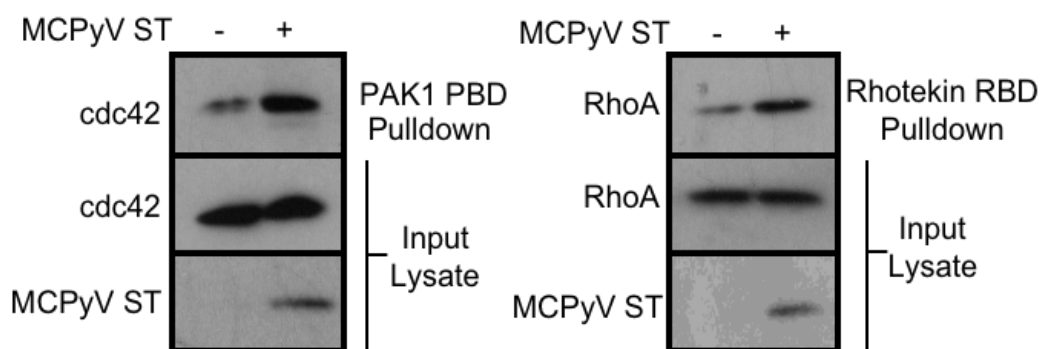 MCPyV ST - +
cdc42
PAK1 PBD
Pulldown
cdc42
Input
Lysate
MCPyV ST
MCPyV ST - +
RhoA
Rhotekin RBD
Pulldown
RhoA
Input
Lysate
MCPyV ST